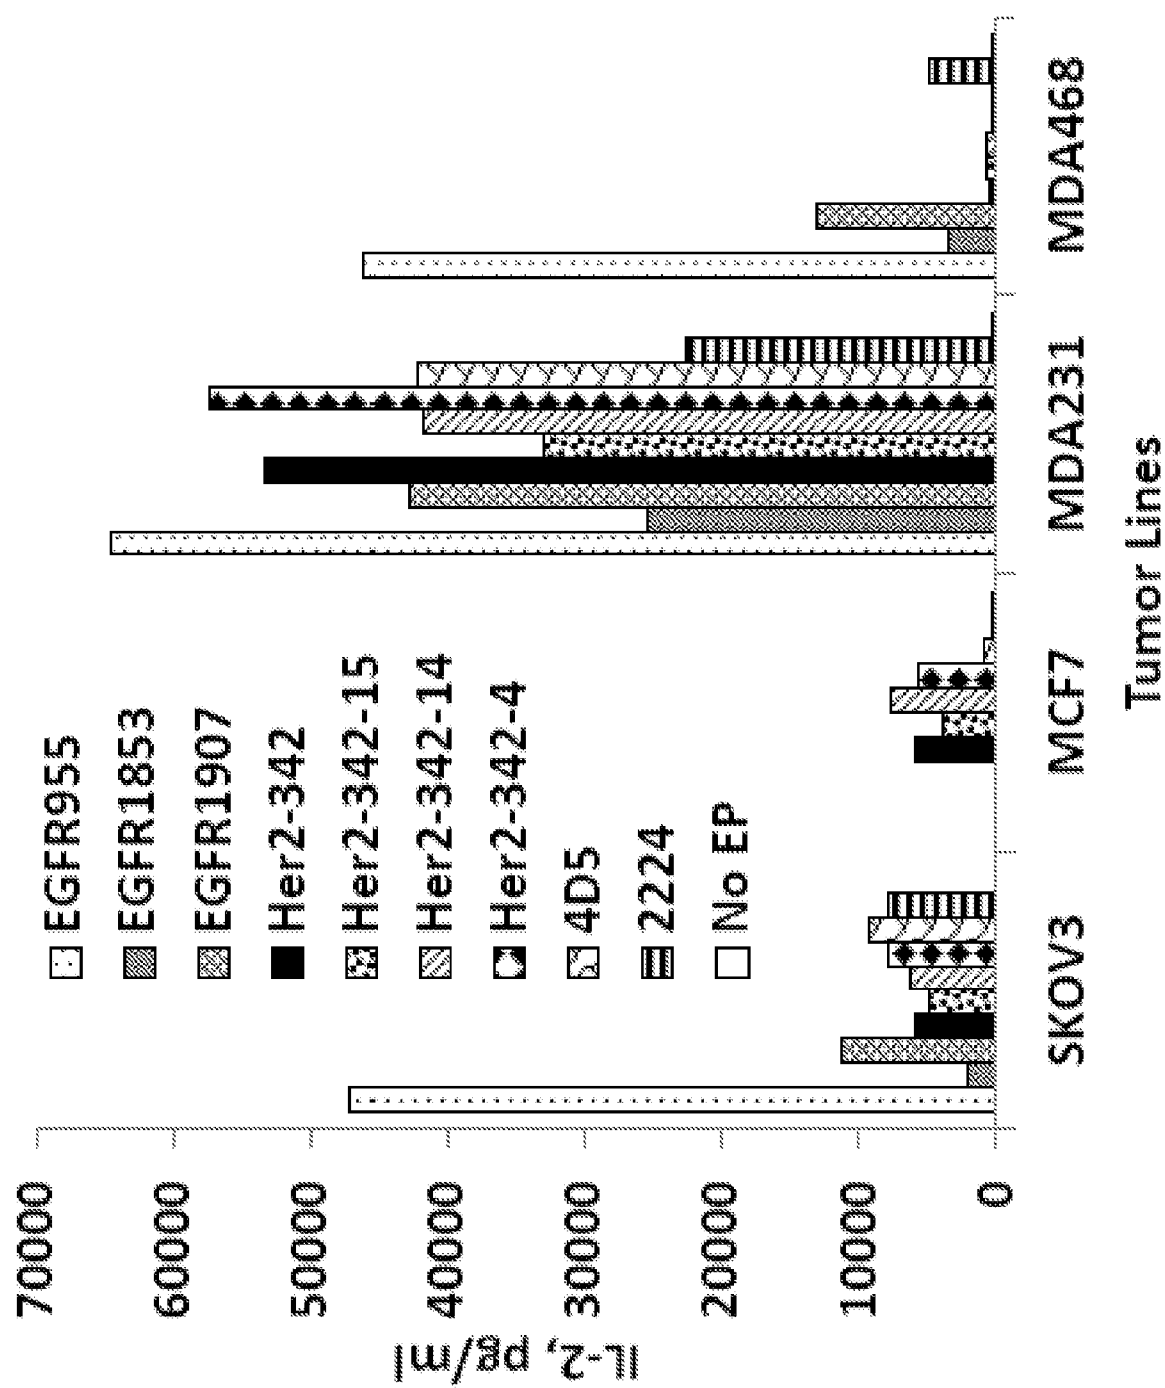 IL-2, pg/ml
700000
600000
500000
400000
300000
200000
100000
0
EGFR955
EGFR1853
EGFR1907
Her2-342
Her2-342-15
Her2-342-14
Her2-342-4
4D5
2224
No EP
SKOV3
MCF7
MDA231
MDA468
Tumor Lines